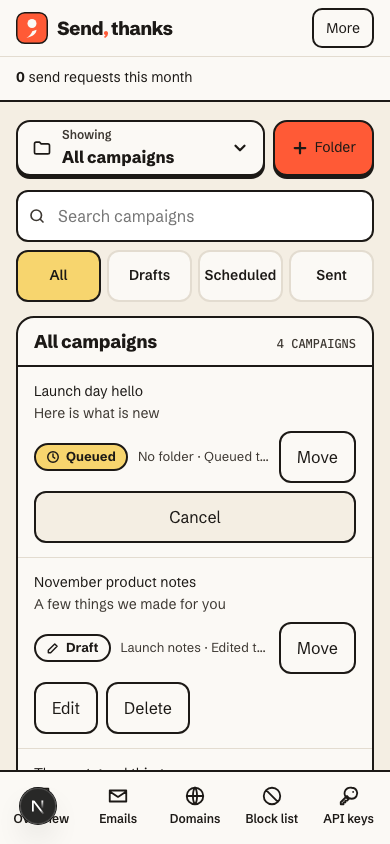 Send, thanks
More
0 send requests this month
Showing
All campaigns
Folder
Search campaigns
All
Drafts
Scheduled
Sent
All campaigns
4 CAMPAIGNS
Launch day hello
Here is what is new
Queued
No folder · Queued t...
Move
Cancel
November product notes
A few things we made for you
Draft
Launch notes · Edited t...
Move
Edit
Delete
N
Emails
Domains
Block list
API keys